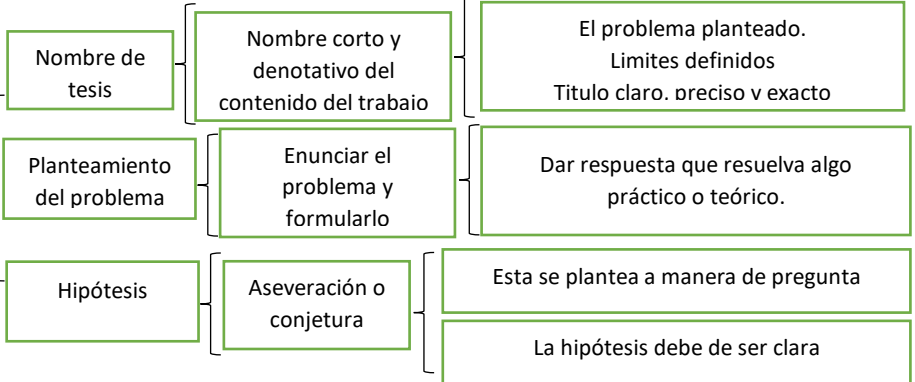 Nombre de
tesis
Nombre corto y
denotativo del
contenido del trabajo
El problema planteado.
Limites definidos
Titulo claro, preciso y exacto
Planteamiento
del problema
Enunciar el
problema y
formularlo
Dar respuesta que resuelva algo
práctico o teórico.
Hipótesis
Aseveración o
conjetura
Esta se plantea a manera de pregunta
La hipótesis debe de ser clara